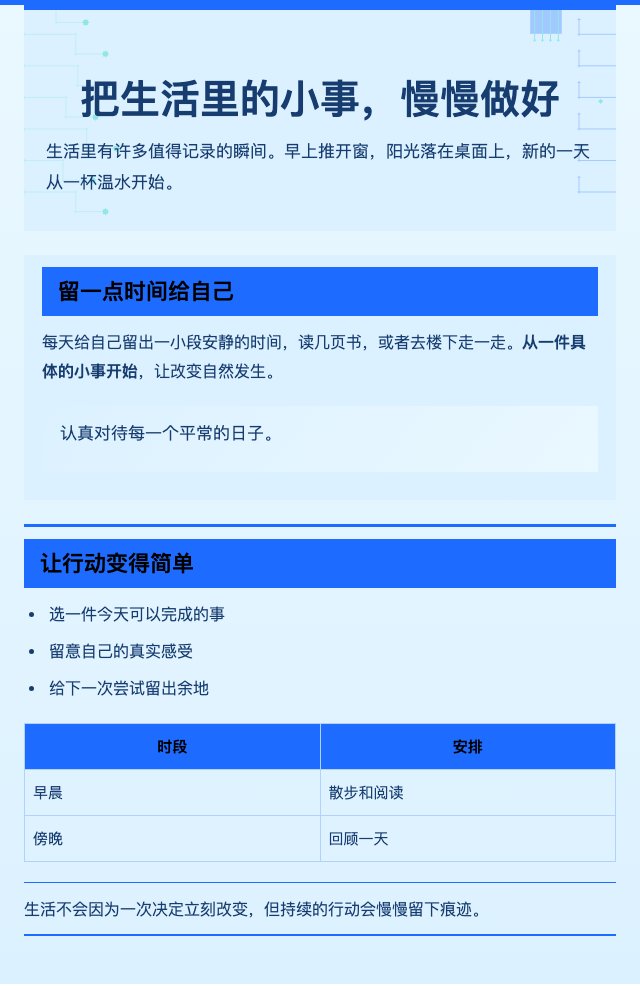 把生活里的小事，慢慢做好
生活里有许多值得记录的瞬间。早上推开窗，阳光落在桌面上，新的一天
从一杯温水开始。
留一点时间给自己
每天给自己留出一小段安静的时间，读几页书，或者去楼下走一走。从一件具
体的小事开始，让改变自然发生。
认真对待每一个平常的日子。
让行动变得简单
• 选一件今天可以完成的事
• 留意自己的真实感受
• 给下一次尝试留出余地
时段 安排
早晨 散步和阅读
傍晚 回顾一天
生活不会因为一次决定立刻改变，但持续的行动会慢慢留下痕迹。